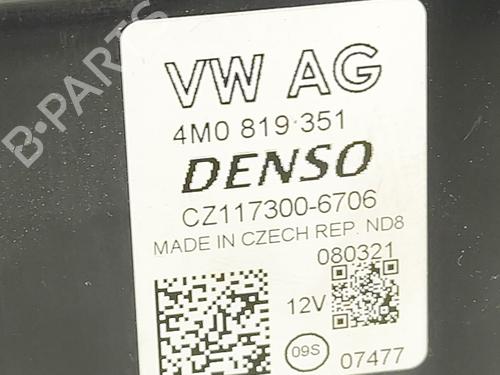 VW AG
4M0 819 351
DENSO
CZ117300-6706
MADE IN CZECH REP. ND8
080321
12V
09S
07477
B-PARTS